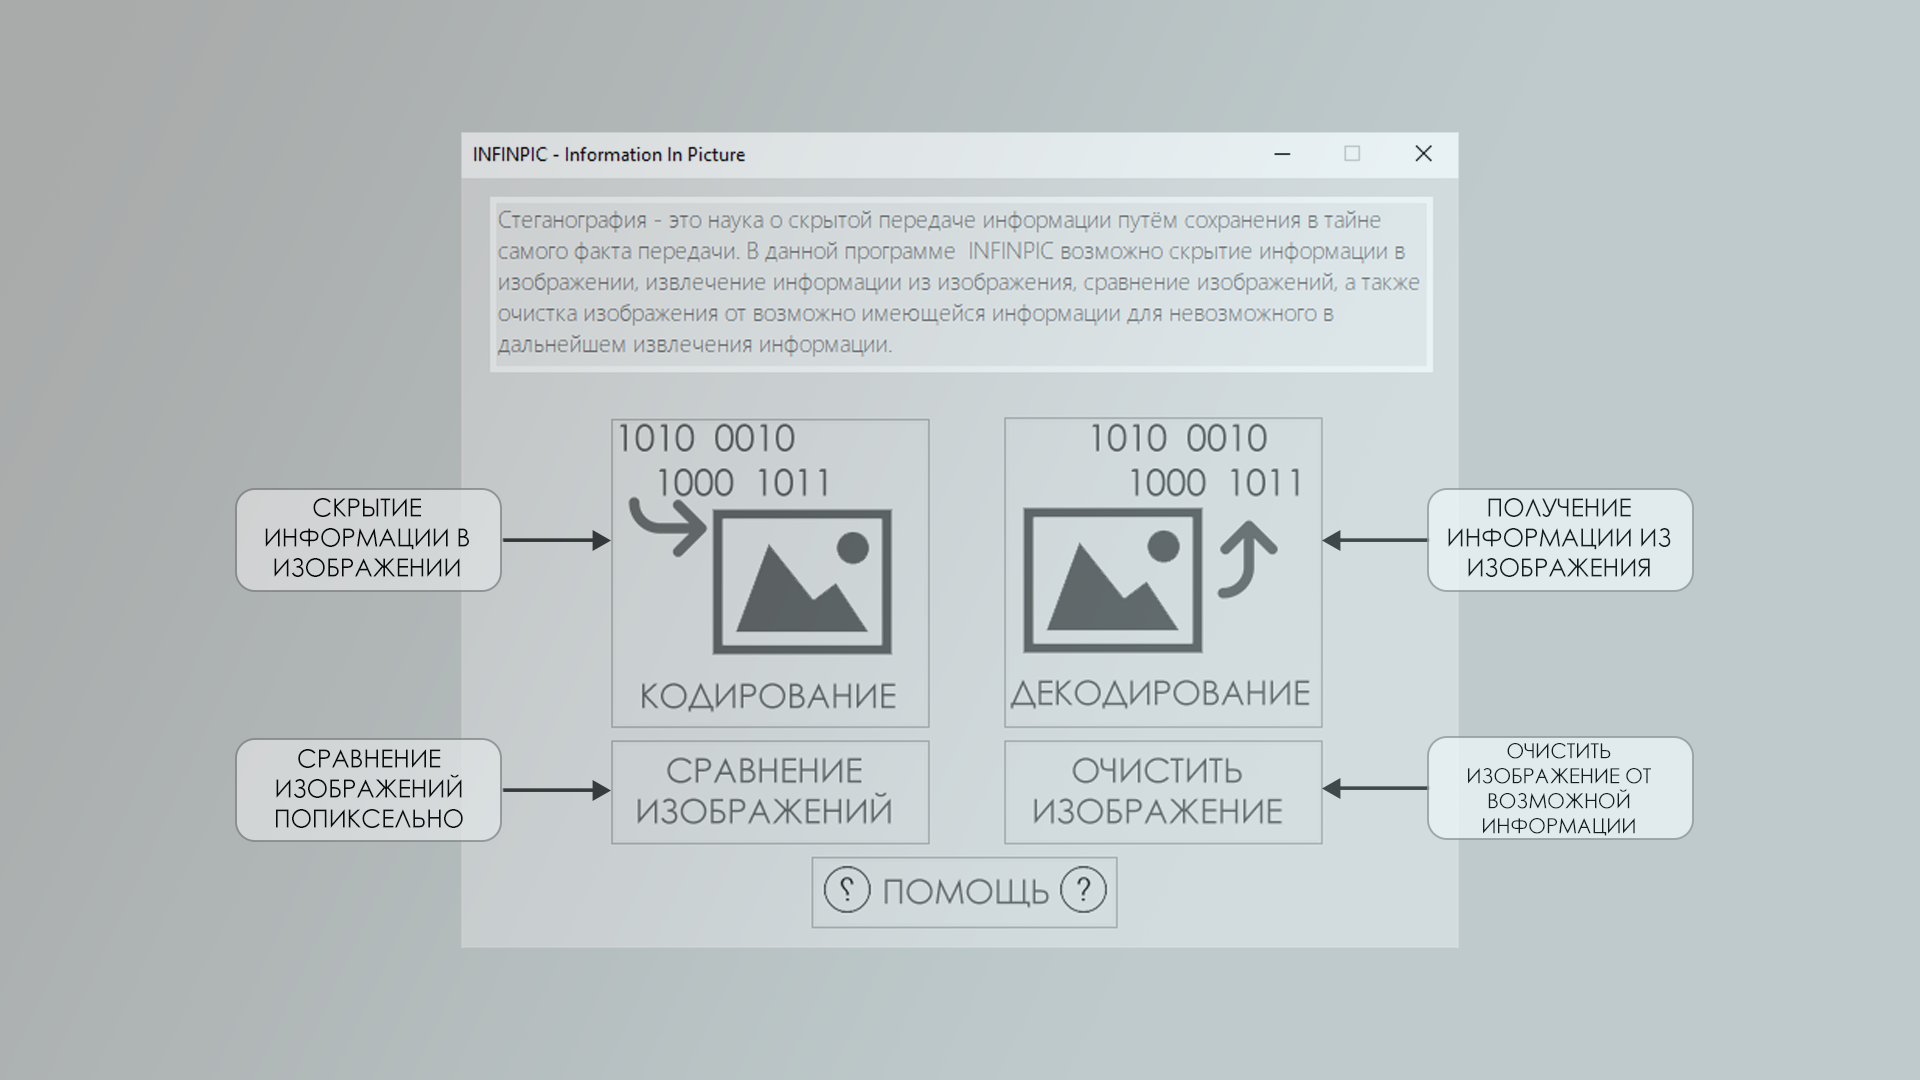 INFINPIC - Information In Picture
Стеганография - это наука о скрытой передаче информации путём сохранения в тайне
самого факта передачи. В данной программе  INFINPIC возможно скрытие информации в
изображении, извлечение информации из изображения, сравнение изображений, а также
очистка изображения от возможно имеющейся информации для невозможного в
дальнейшем извлечения информации.
1010 0010
1000 1011
КОДИРОВАНИЕ
1010 0010
1000 1011
ДЕКОДИРОВАНИЕ
СКРЫТИЕ
ИНФОРМАЦИИ В
ИЗОБРАЖЕНИИ
ПОЛУЧЕНИЕ
ИНФОРМАЦИИ ИЗ
ИЗОБРАЖЕНИЯ
СРАВНЕНИЕ
ИЗОБРАЖЕНИЙ
ПОПИКСЕЛЬНО
СРАВНЕНИЕ
ИЗОБРАЖЕНИЙ
ОЧИСТИТЬ
ИЗОБРАЖЕНИЕ
ОЧИСТИТЬ
ИЗОБРАЖЕНИЕ ОТ
ВОЗМОЖНОЙ
ИНФОРМАЦИИ
? ПОМОЩЬ ?